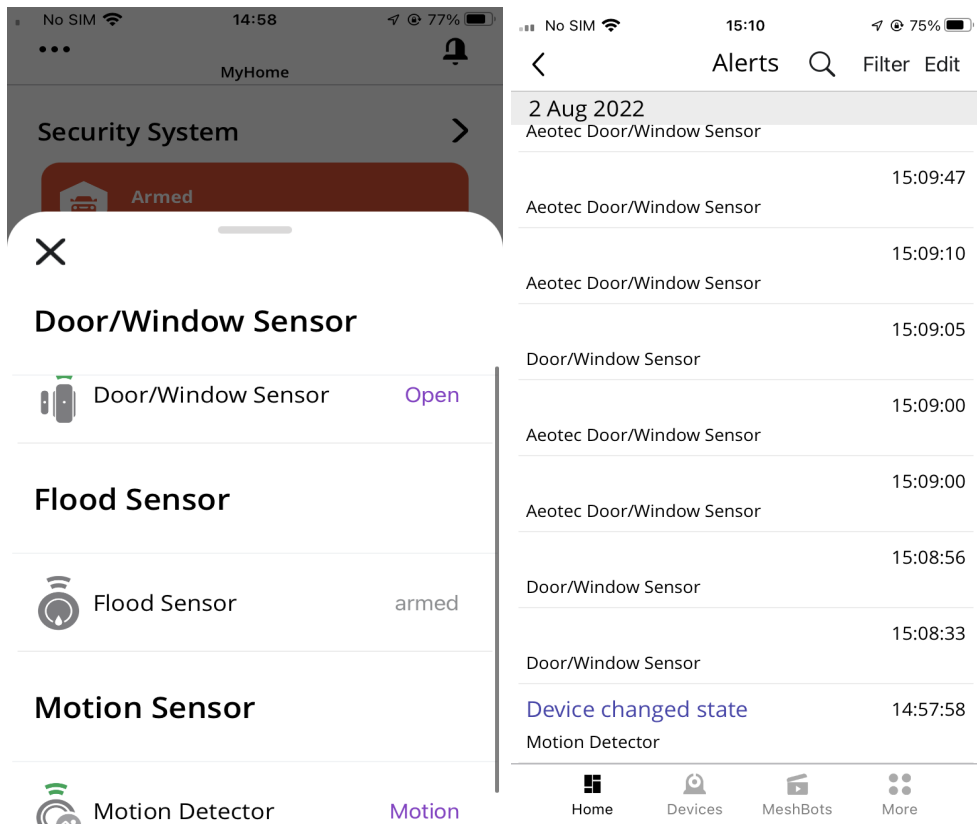 No SIM 14:58 77%
MyHome
Security System
Armed
Door/Window Sensor
Door/Window Sensor Open
Flood Sensor
Flood Sensor armed
Motion Sensor
Motion Detector Motion
No SIM 15:10 75%
Alerts Filter Edit
2 Aug 2022
Aeotec Door/Window Sensor
15:09:47
Aeotec Door/Window Sensor
15:09:10
Aeotec Door/Window Sensor
15:09:05
Door/Window Sensor
15:09:00
Aeotec Door/Window Sensor
15:09:00
Aeotec Door/Window Sensor
15:08:56
Door/Window Sensor
15:08:33
Door/Window Sensor
Device changed state 14:57:58
Motion Detector
Home Devices MeshBots More